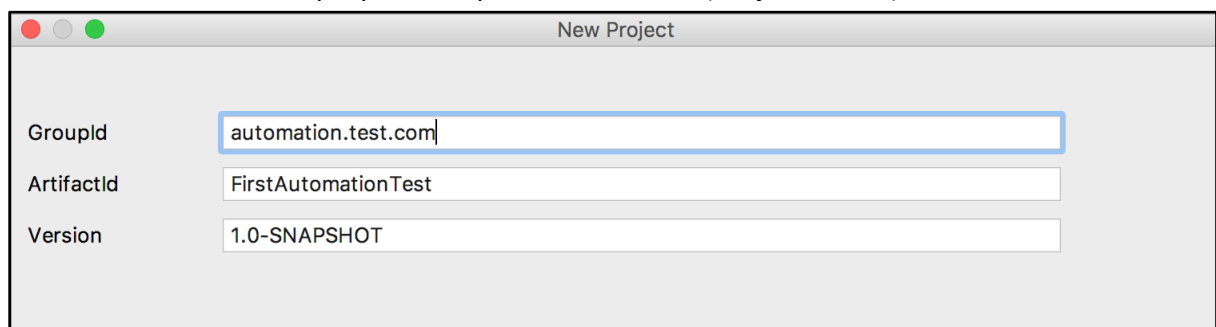 New Project
GroupId automation.test.com
ArtifactId FirstAutomationTest
Version 1.0-SNAPSHOT